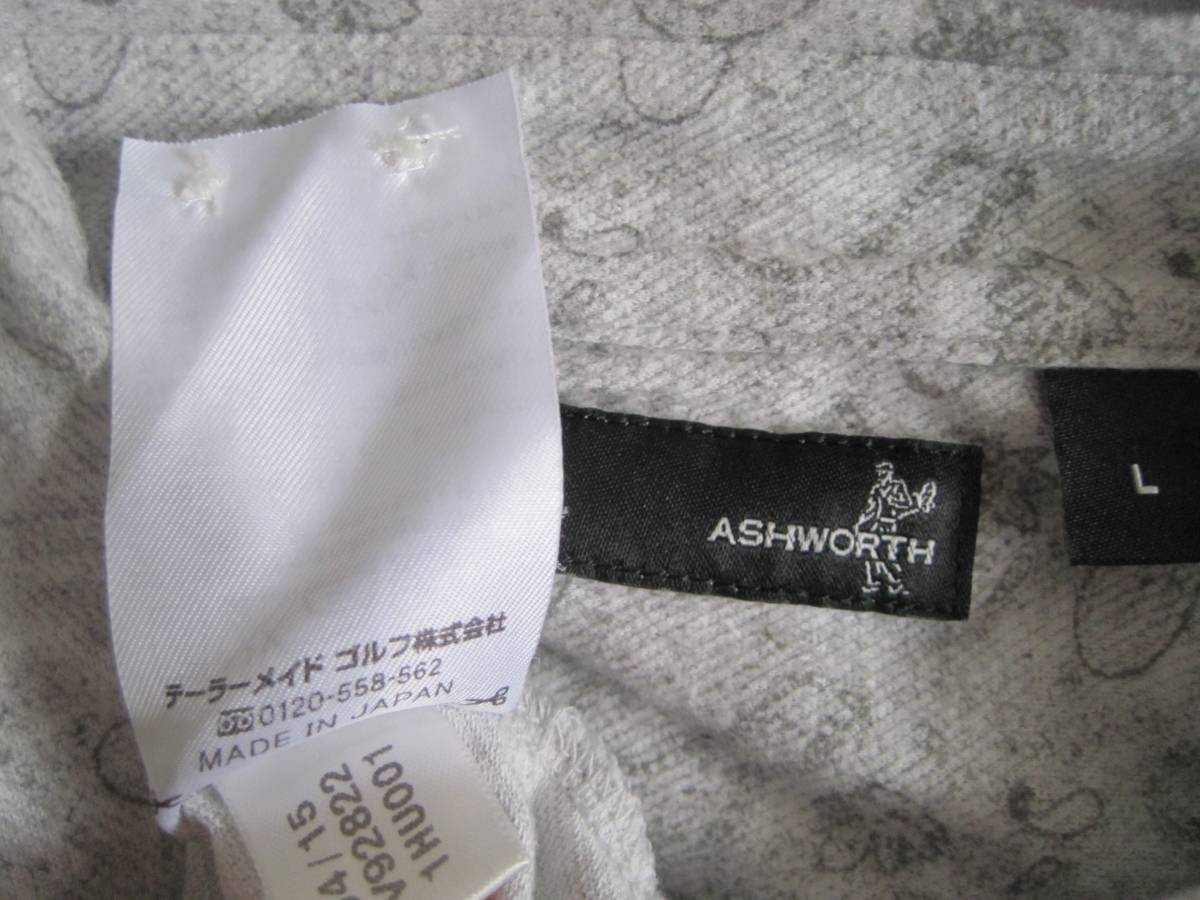 ASHWORTH
L
テーラーメイド ゴルフ株式会社
0120-558-562
MADE IN JAPAN
04/15
V92822
1HU001